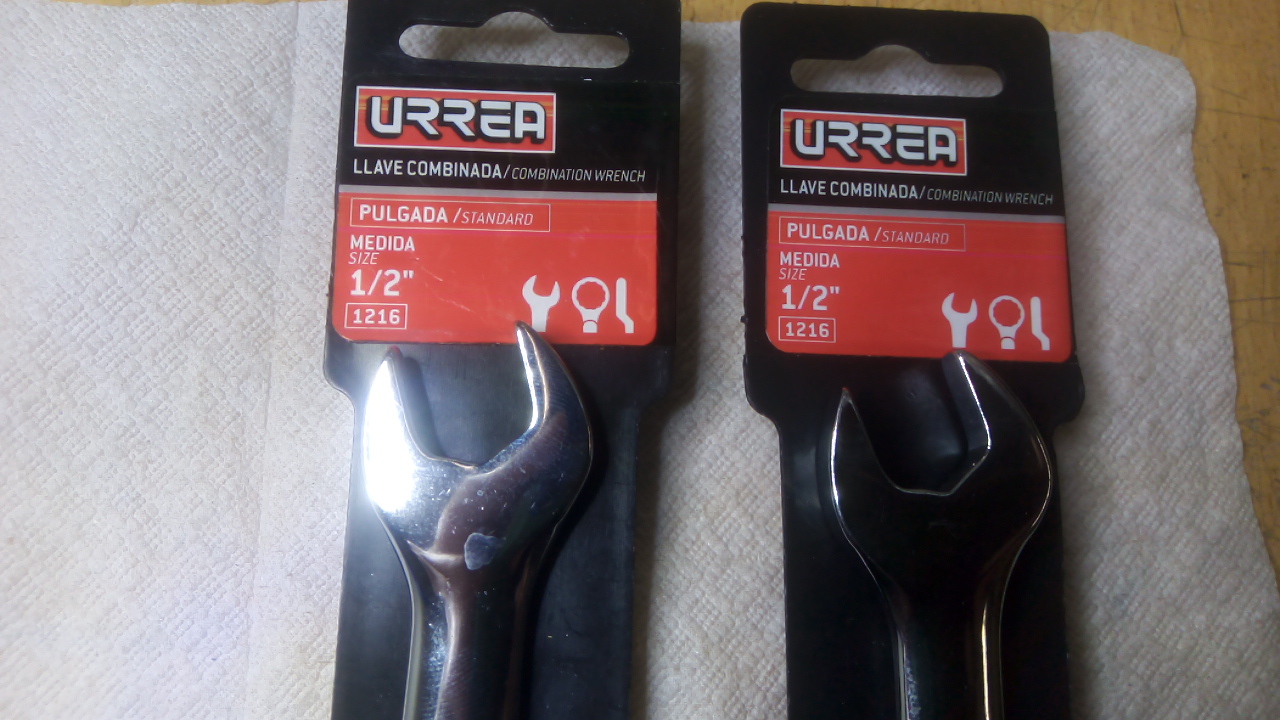 URREA
LLAVE COMBINADA/COMBINATION WRENCH
PULGADA /STANDARD
MEDIDA
SIZE
1/2"
1216
URREA
LLAVE COMBINADA/COMBINATION WRENCH
PULGADA /STANDARD
MEDIDA
SIZE
1/2"
1216